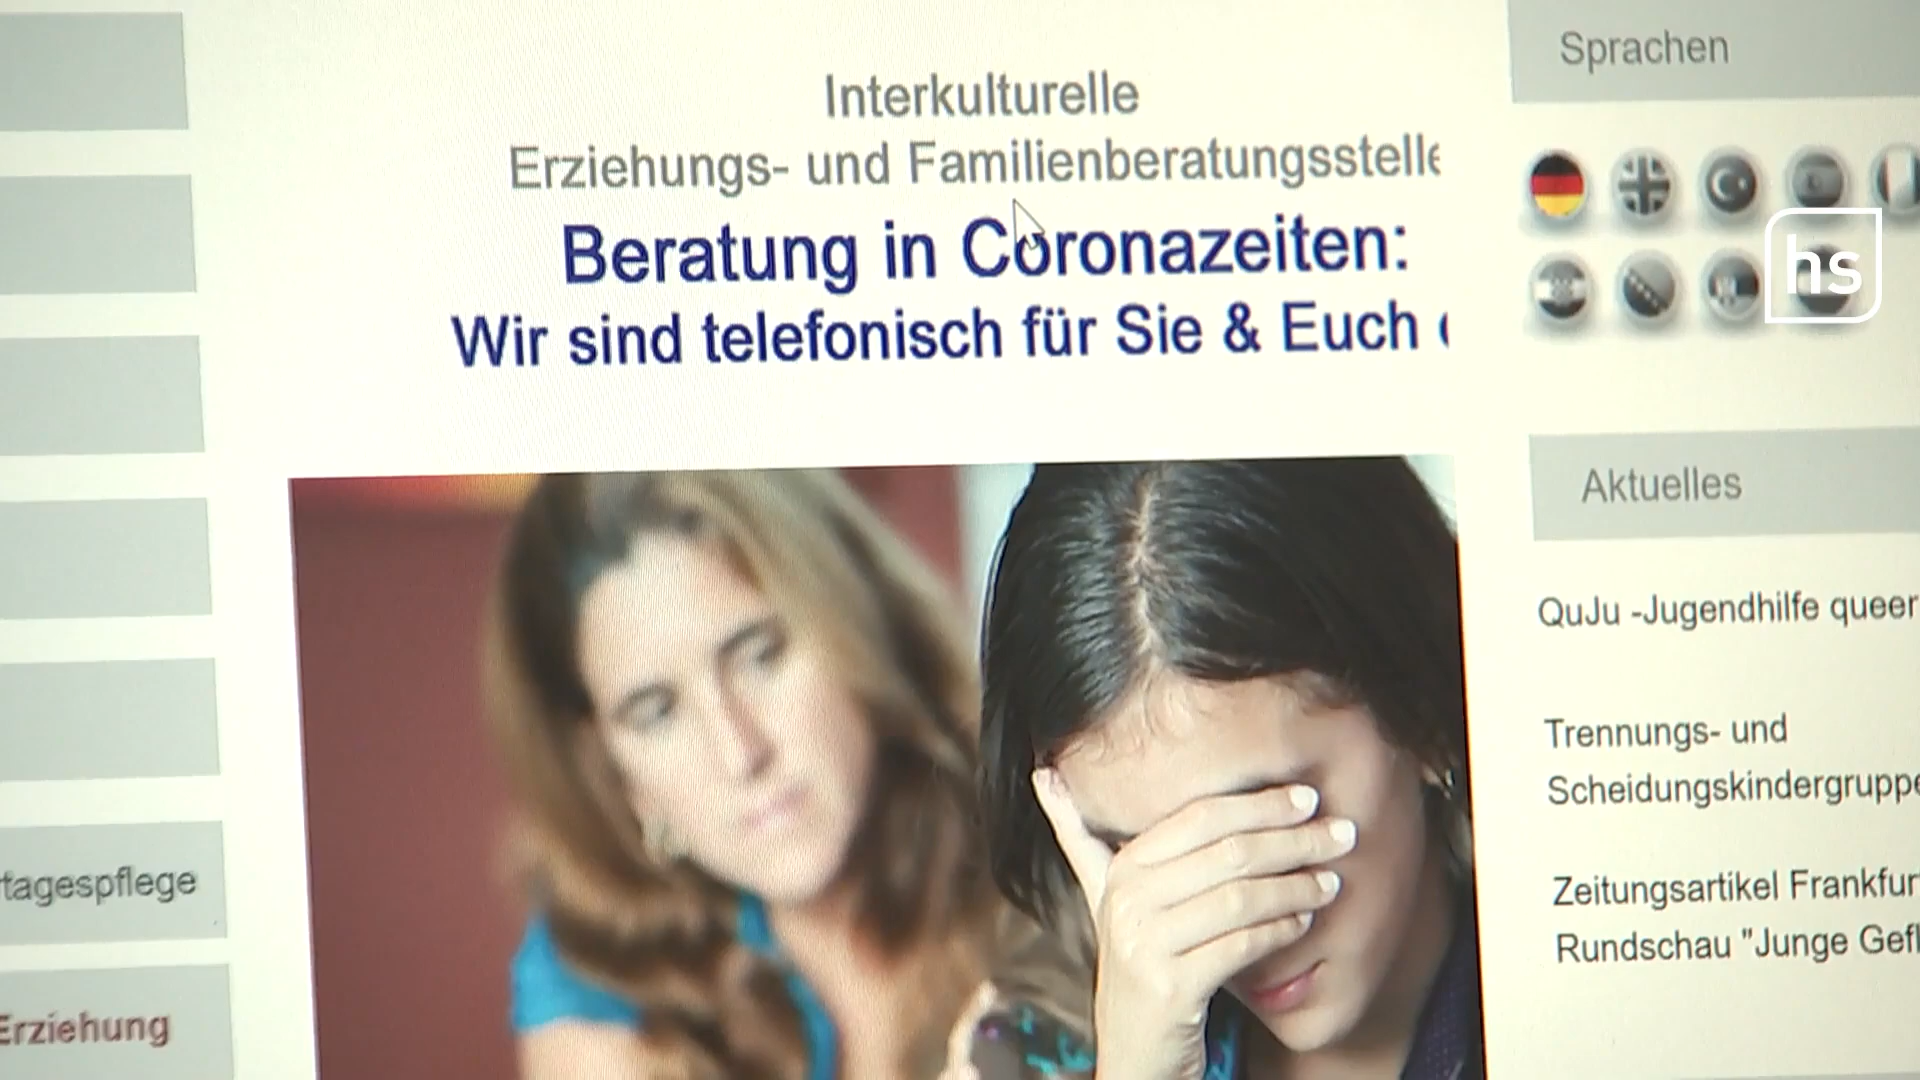 Sprachen
Interkulturelle
Erziehungs- und Familienberatungsstelle
Beratung in Coronazeiten:
Wir sind telefonisch für Sie & Euch
hs
Aktuelles
QuJu -Jugendhilfe queer
Trennungs- und
Scheidungskindergruppe
Zeitungsartikel Frankfur
Rundschau "Junge Gefl
tagespflege
Erziehung